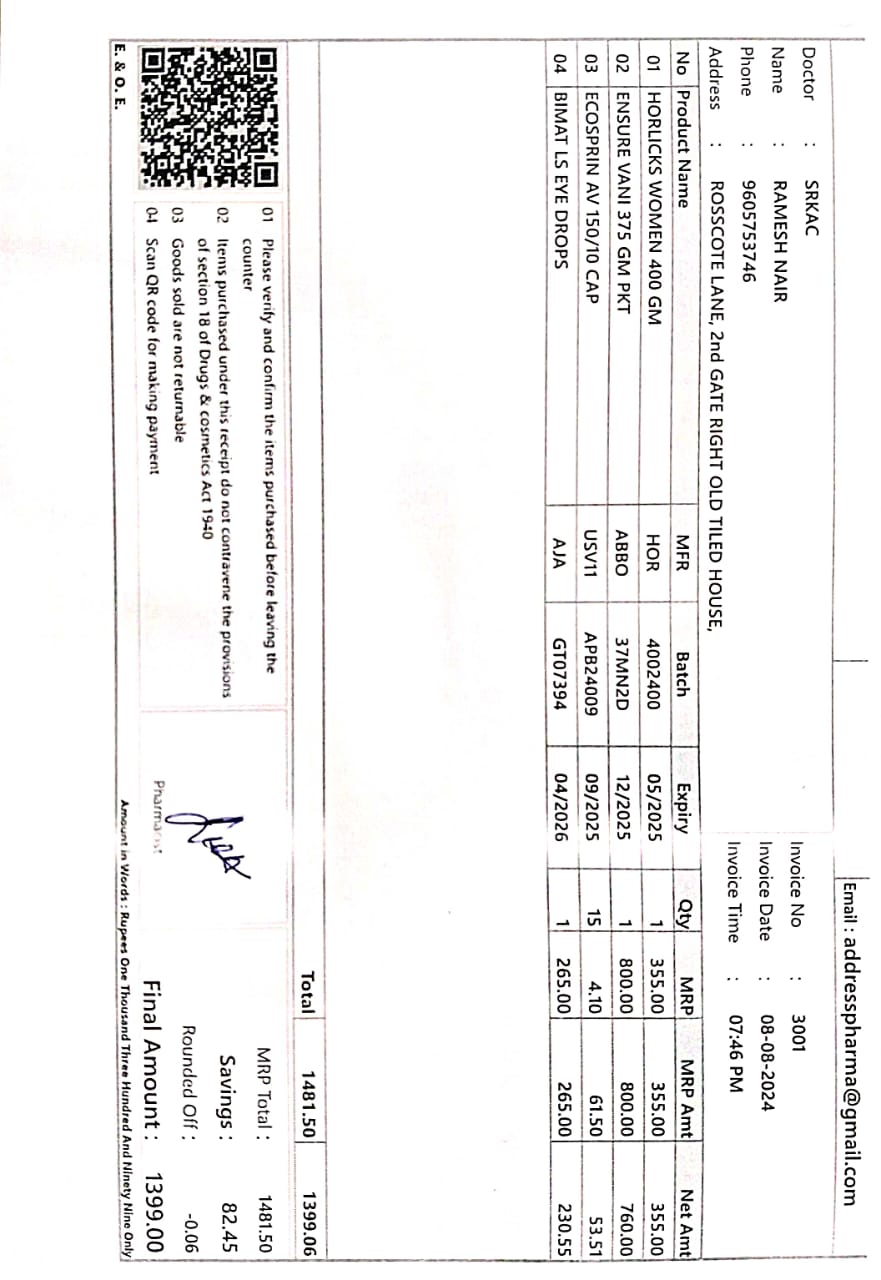 Email : addresspharma@gmail.com
Doctor : SRKAC
Name : RAMESH NAIR
Phone : 9605753746
Address : ROSSCOTE LANE, 2nd GATE RIGHT OLD TILED HOUSE,
Invoice No : 3001
Invoice Date : 08-08-2024
Invoice Time : 07:46 PM
No Product Name MFR Batch Expiry Qty MRP MRP Amt Net Amt
01 HORLICKS WOMEN 400 GM HOR 4002400 05/2025 1 355.00 355.00 355.00
02 ENSURE VANI 375 GM PKT ABBO 37MN2D 12/2025 1 800.00 800.00 760.00
03 ECOSPRIN AV 150/10 CAP USV11 APB24009 09/2025 15 4.10 61.50 53.51
04 BIMAT LS EYE DROPS AJA GT07394 04/2026 1 265.00 265.00 230.55
Total 1481.50 1399.06
01 Please verify and confirm the items purchased before leaving the
counter
02 Items purchased under this receipt do not contravene the provisions
of section 18 of Drugs & cosmetics Act 1940
03 Goods sold are not returnable
04 Scan QR code for making payment
Pharmacist
MRP Total : 1481.50
Savings : 82.45
Rounded Off : -0.06
Final Amount : 1399.00
E. & O. E.
Amount in Words : Rupees One Thousand Three Hundred And Ninety Nine Only